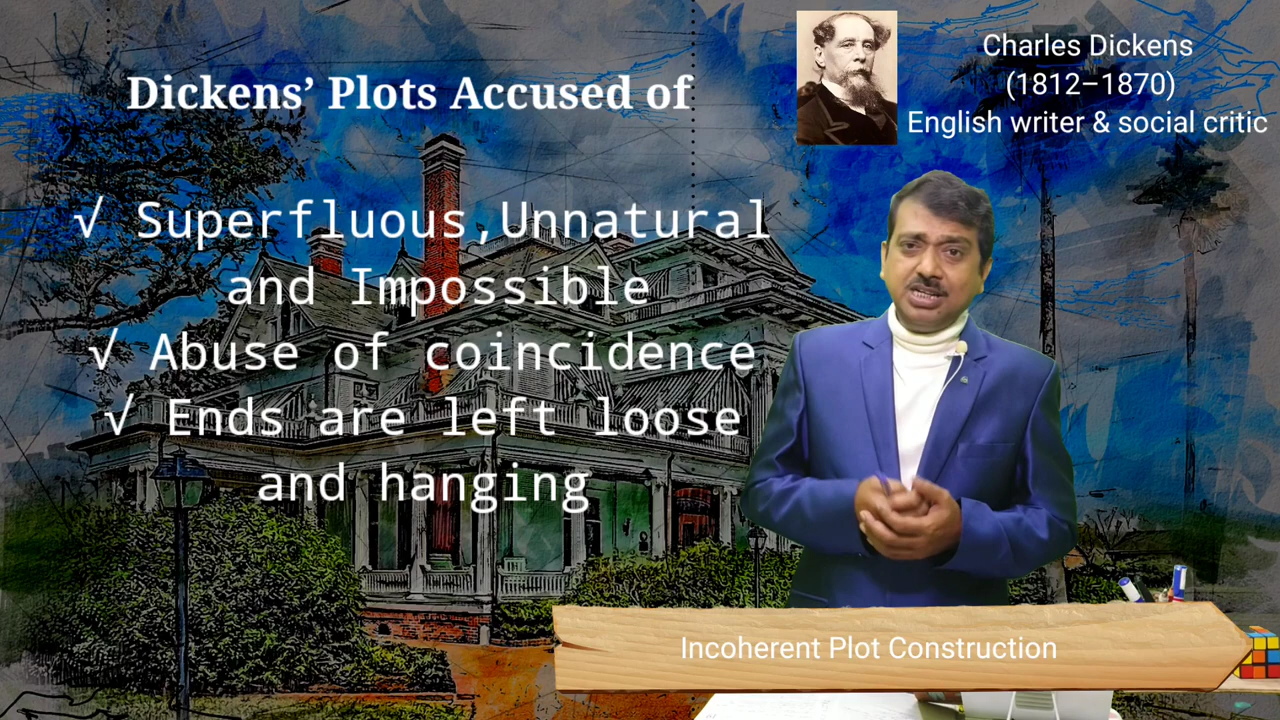 Dickens’ Plots Accused of
√ Superfluous,Unnatural
and Impossible
√ Abuse of coincidence
√ Ends are left loose
and hanging
Charles Dickens
(1812–1870)
English writer & social critic
Incoherent Plot Construction